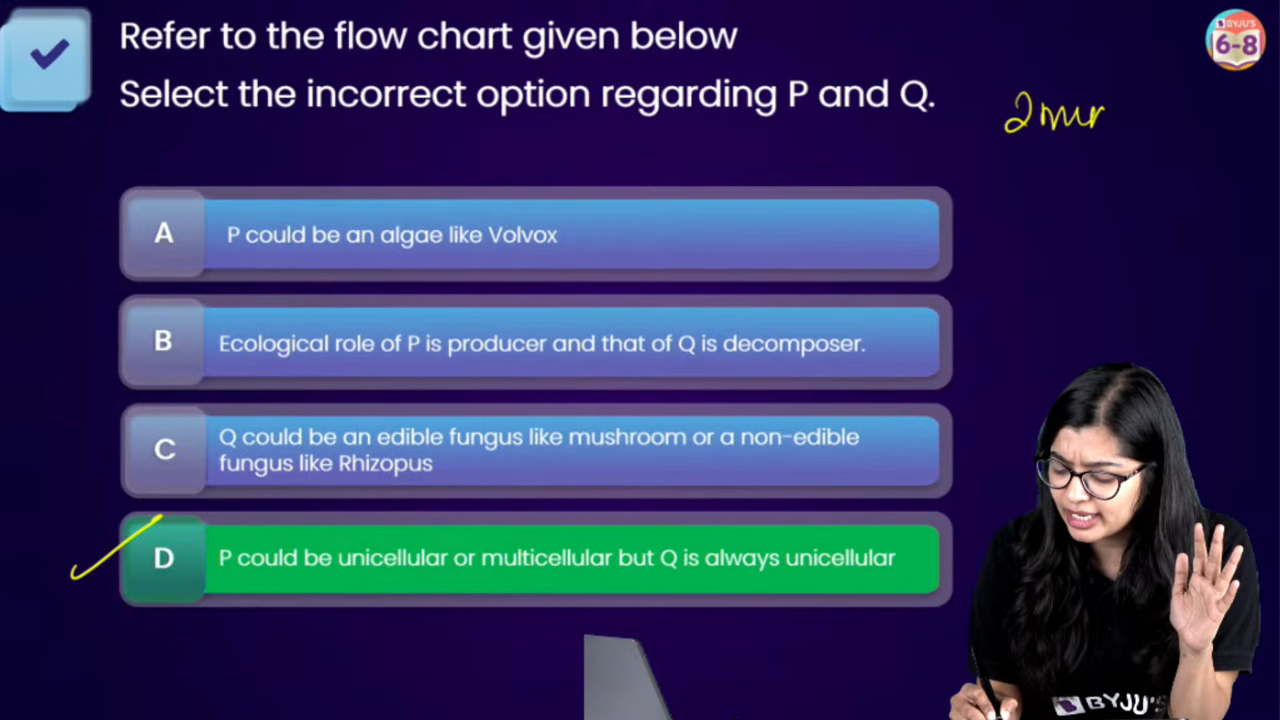 Refer to the flow chart given below
Select the incorrect option regarding P and Q.
BYJU'S
6-8
A
P could be an algae like Volvox
B
Ecological role of P is producer and that of Q is decomposer.
C
Q could be an edible fungus like mushroom or a non-edible
fungus like Rhizopus
D
P could be unicellular or multicellular but Q is always unicellular
BYJU'S